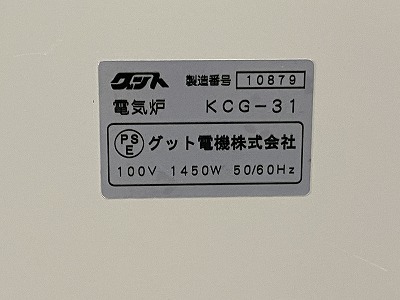 グット 製造番号 10879
電気炉 KCG-31
PSE グット電機株式会社
100V 1450W 50/60Hz